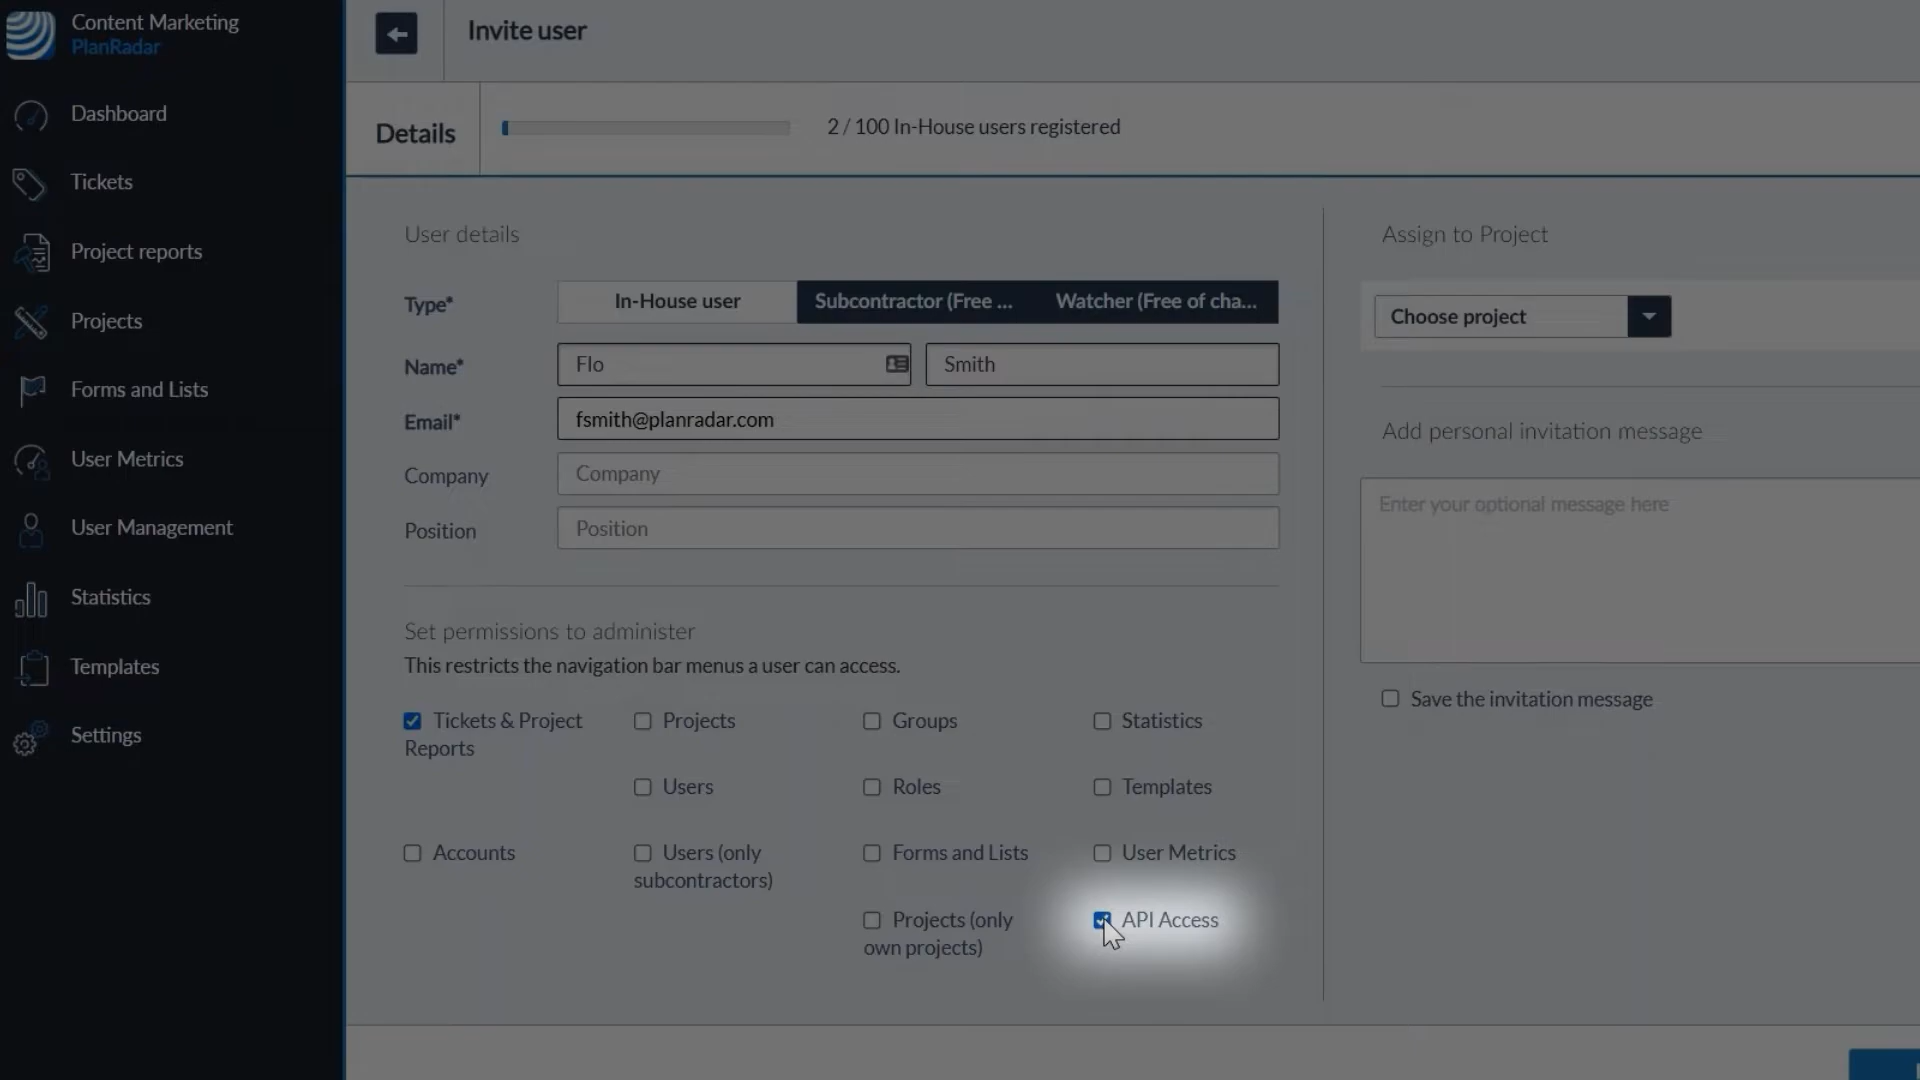 Content Marketing
PlanRadar
Dashboard
Tickets
Project reports
Projects
Forms and Lists
User Metrics
User Management
Statistics
Templates
Settings
Invite user
Details
2 / 100 In-House users registered
User details
Type*
In-House user
Subcontractor (Free ...
Watcher (Free of cha...
Name*
Flo
Smith
Email*
fsmith@planradar.com
Company
Company
Position
Position
Set permissions to administer
This restricts the navigation bar menus a user can access.
Tickets & Project
Reports
Projects
Groups
Statistics
Users
Roles
Templates
Accounts
Users (only
subcontractors)
Forms and Lists
User Metrics
Projects (only
own projects)
API Access
Assign to Project
Choose project
Add personal invitation message
Enter your optional message here
Save the invitation message